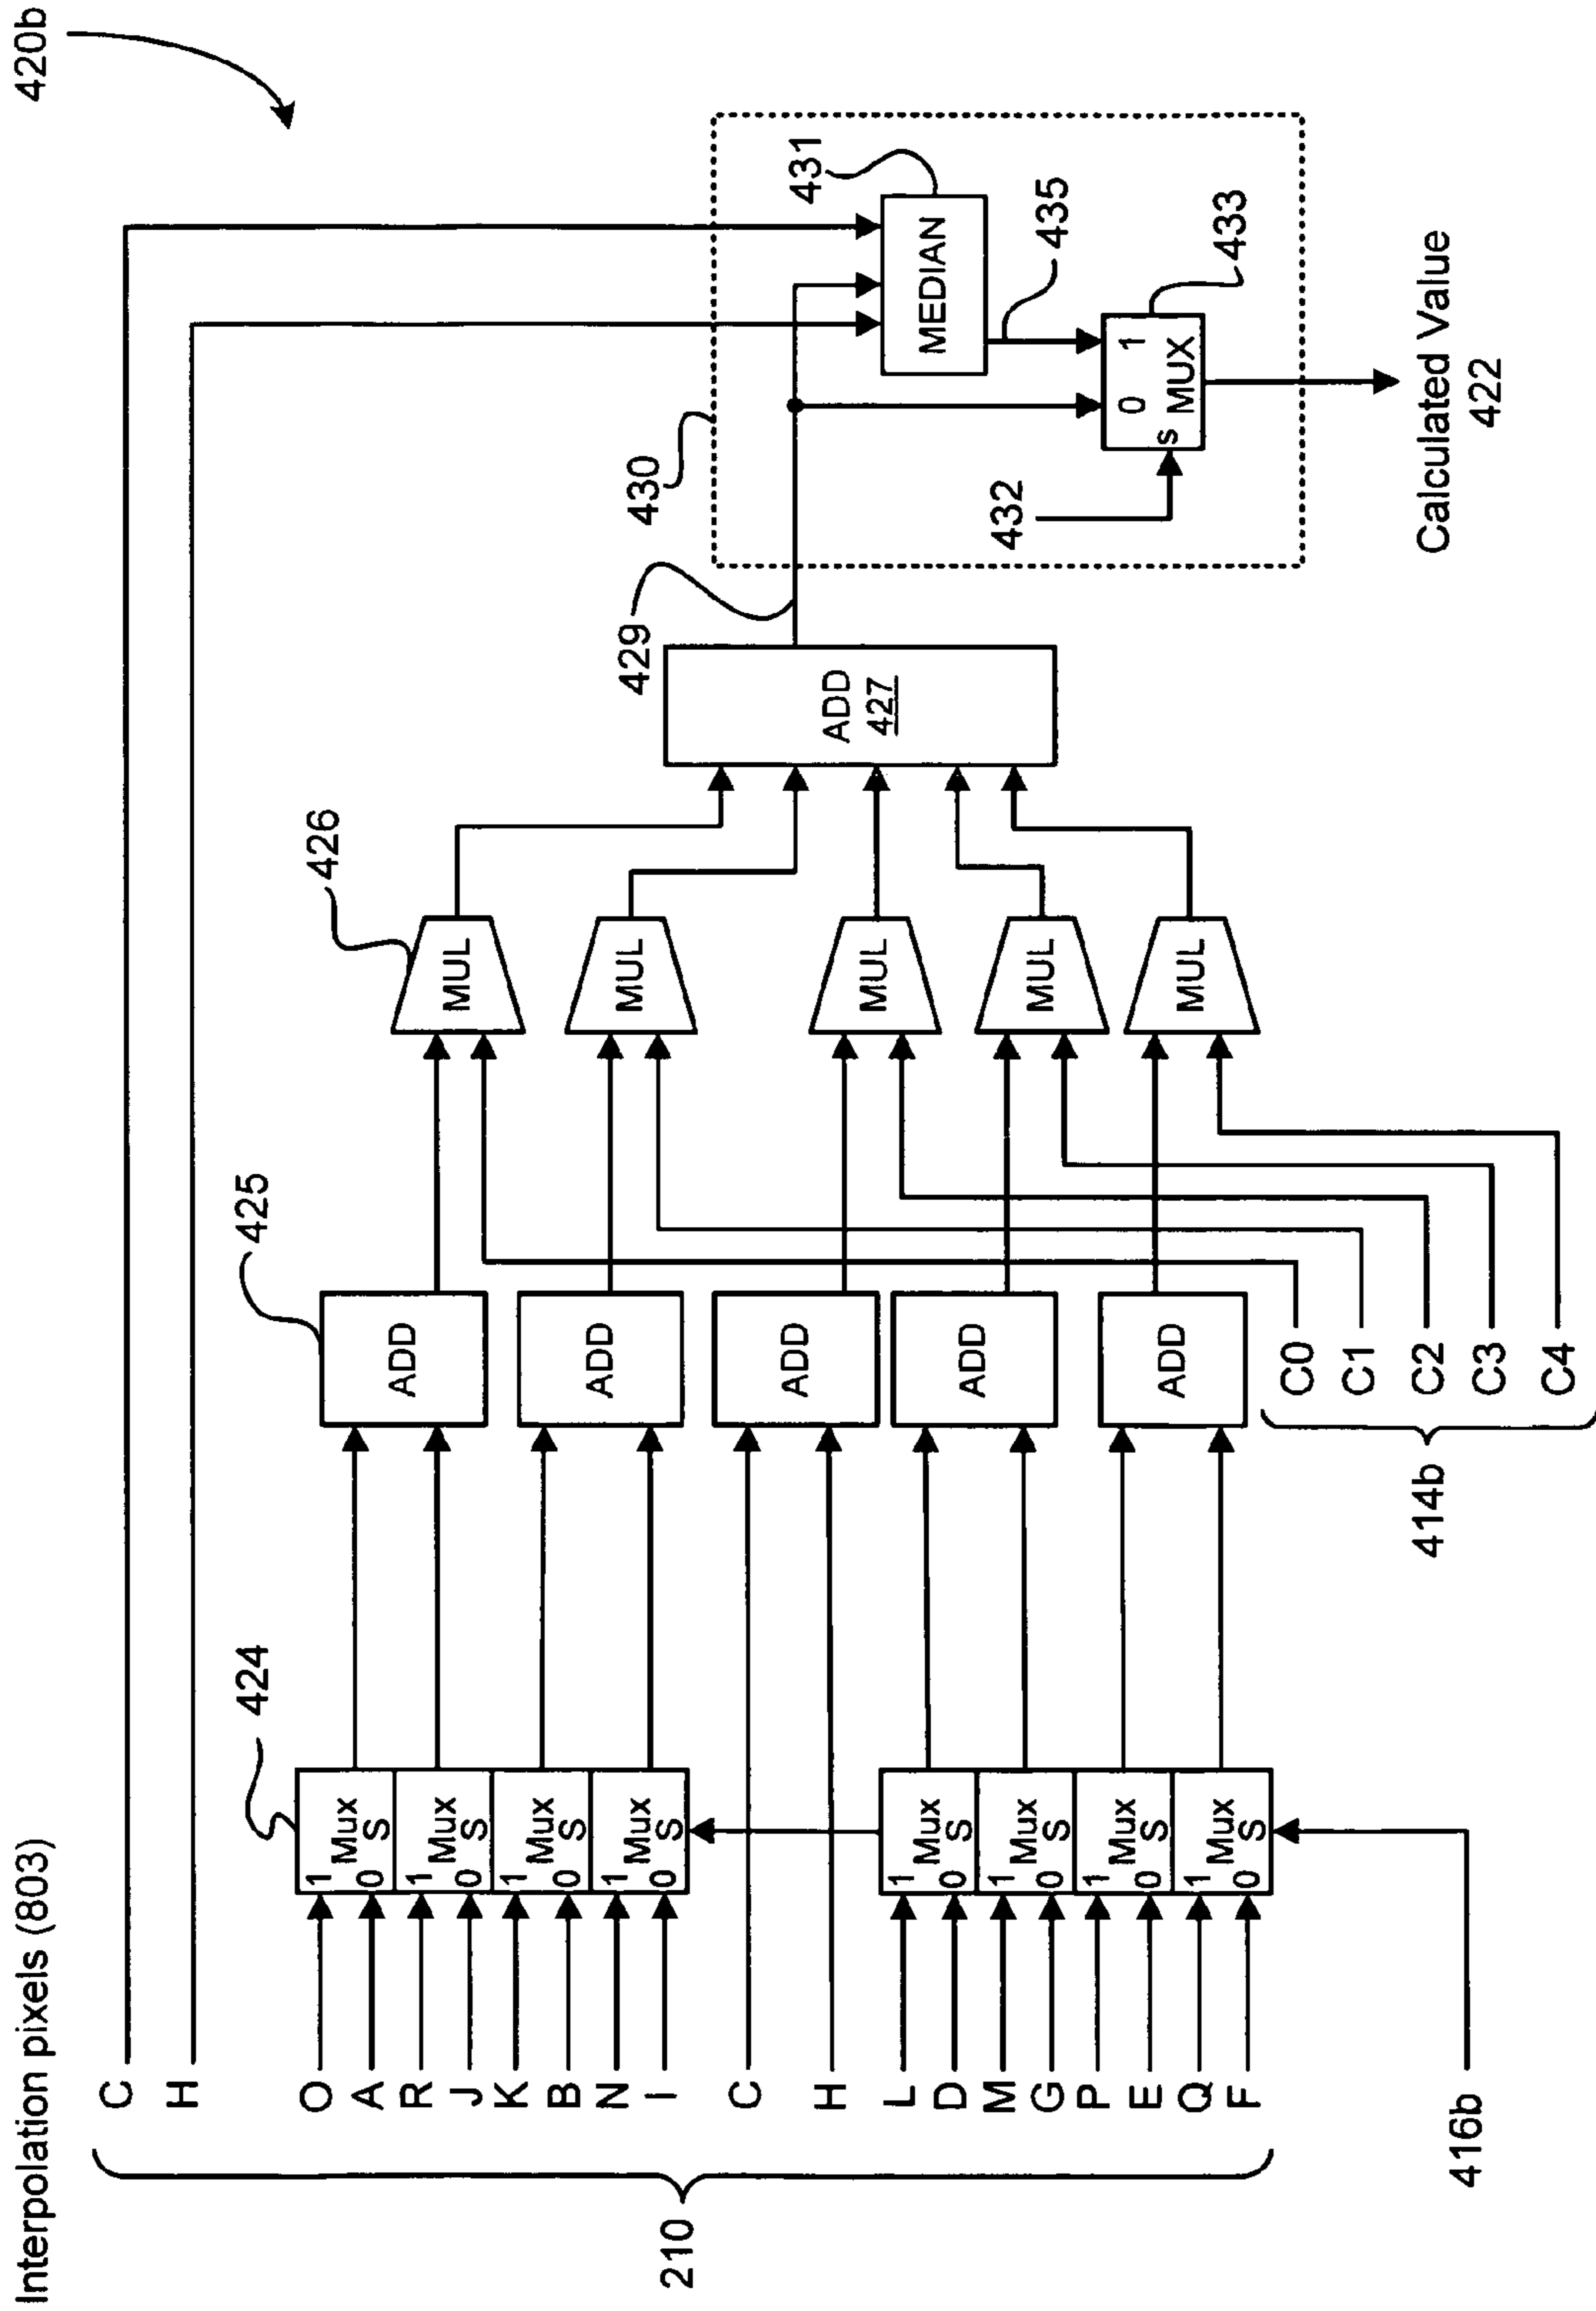 Interpolation pixels (803)
420b
C
H
O
A
R
J
K
B
N
I
C
H
L
D
M
G
P
E
Q
F
210
416b
424
1 Mux 0 S
1 Mux 0 S
1 Mux 0 S
1 Mux 0 S
1 Mux 0 S
1 Mux 0 S
1 Mux 0 S
1 Mux 0 S
425
ADD
ADD
ADD
ADD
ADD
C0
C1
C2
C3
C4
414b
426
MUL
MUL
MUL
MUL
MUL
ADD
427
429
430
431
MEDIAN
435
432
0 1
s MUX
433
Calculated Value
422